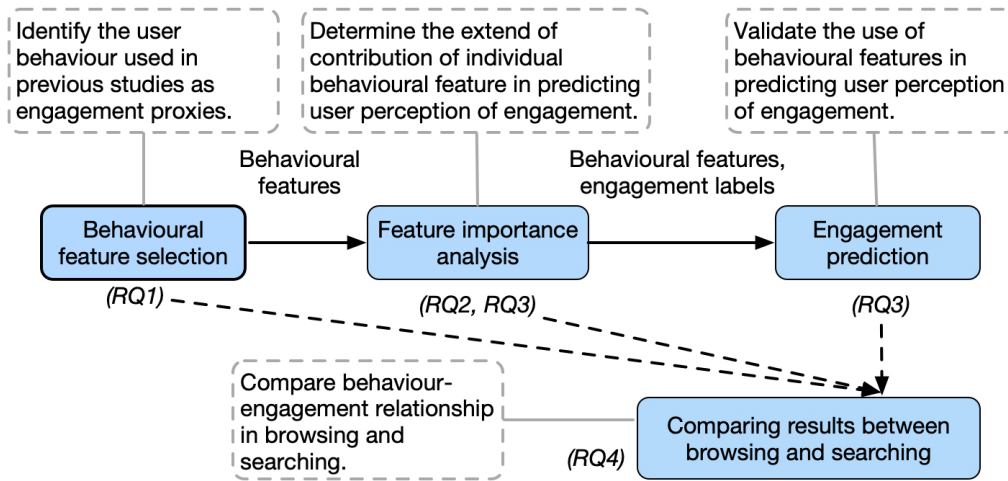 Identify the user
behaviour used in
previous studies as
engagement proxies.
Determine the extend of
contribution of individual
behavioural feature in predicting
user perception of engagement.
Validate the use of
behavioural features in
predicting user perception
of engagement.
Behavioural
features
Behavioural features,
engagement labels
Behavioural
feature selection
Feature importance
analysis
Engagement
prediction
(RQ1)
(RQ2, RQ3)
(RQ3)
Compare behaviour-
engagement relationship
in browsing and
searching.
(RQ4)
Comparing results between
browsing and searching